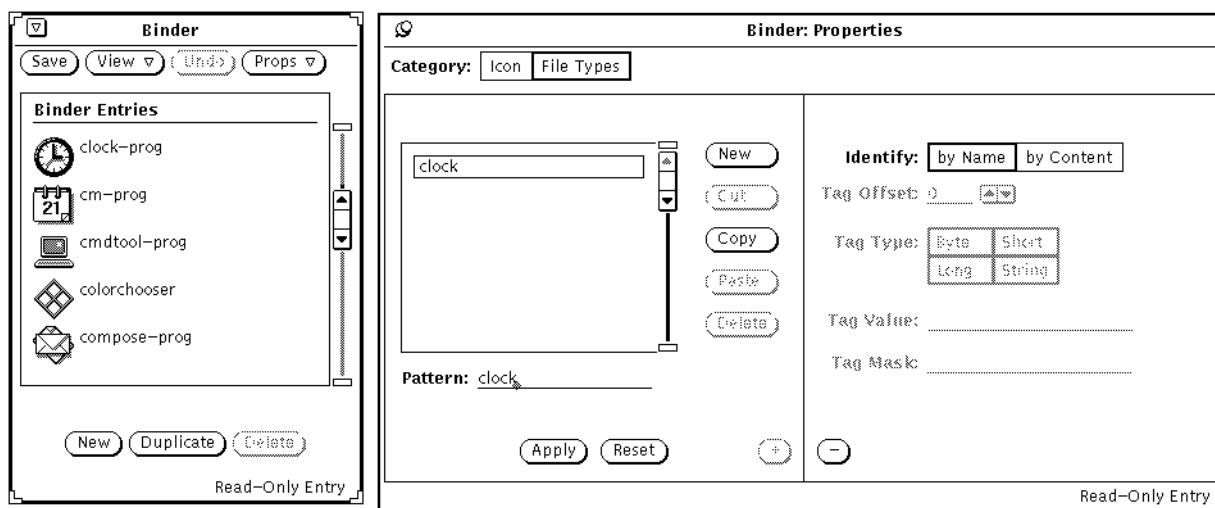 Binder
Save View Undo Props
Binder Entries
clock-prog
cm-prog
21
cmdtool-prog
colorchooser
compose-prog
New Duplicate Delete
Read-Only Entry
Binder: Properties
Category: Icon File Types
clock
New
Cut
Copy
Paste
Delete
Pattern: clock
Apply Reset +
Identify: by Name by Content
Tag Offset: 0
Tag Type: Byte Short
Long String
Tag Value:
Tag Mask:
−
Read-Only Entry